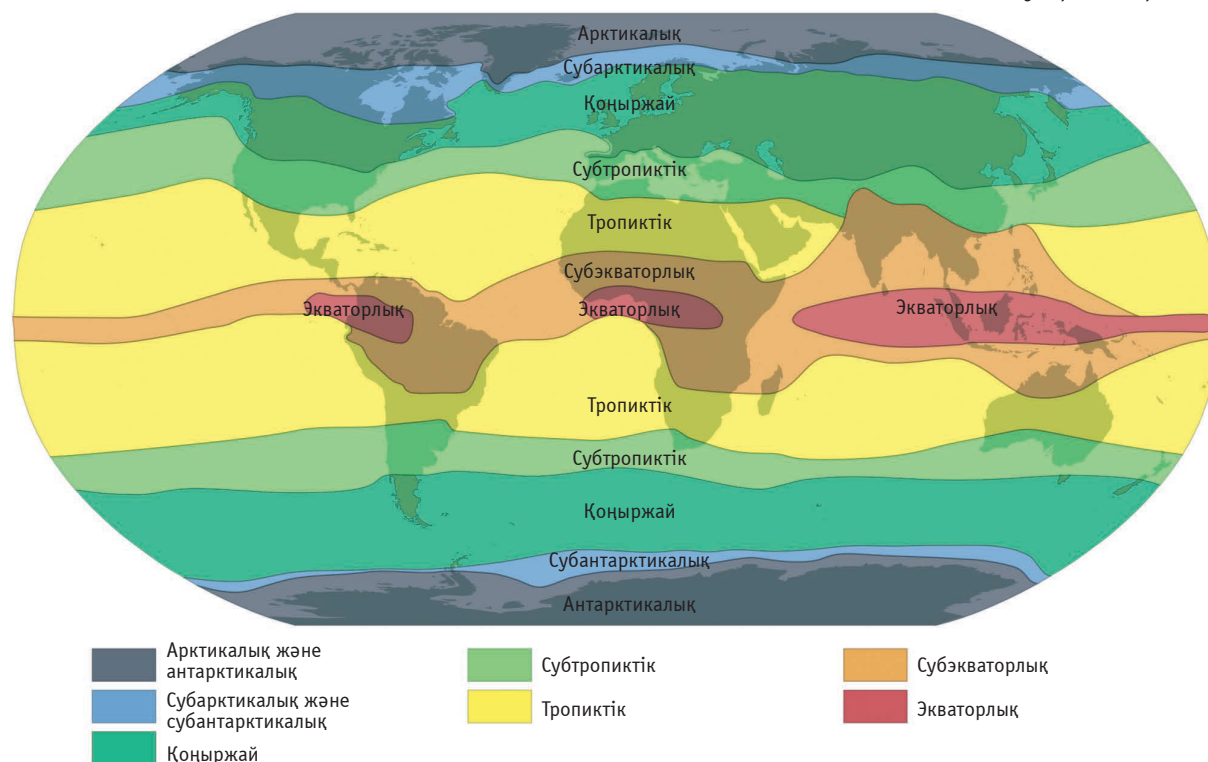 Арктикалық
Субарктикалық
Қоңыржай
Субтропиктік
Тропиктік
Субэкваторлық
Экваторлық Экваторлық Экваторлық
Тропиктік
Субтропиктік
Қоңыржай
Субантарктикалық
Антарктикалық
Арктикалық және
антарктикалық
Субарктикалық және
субантарктикалық
Қоңыржай
Субтропиктік
Тропиктік
Субэкваторлық
Экваторлық